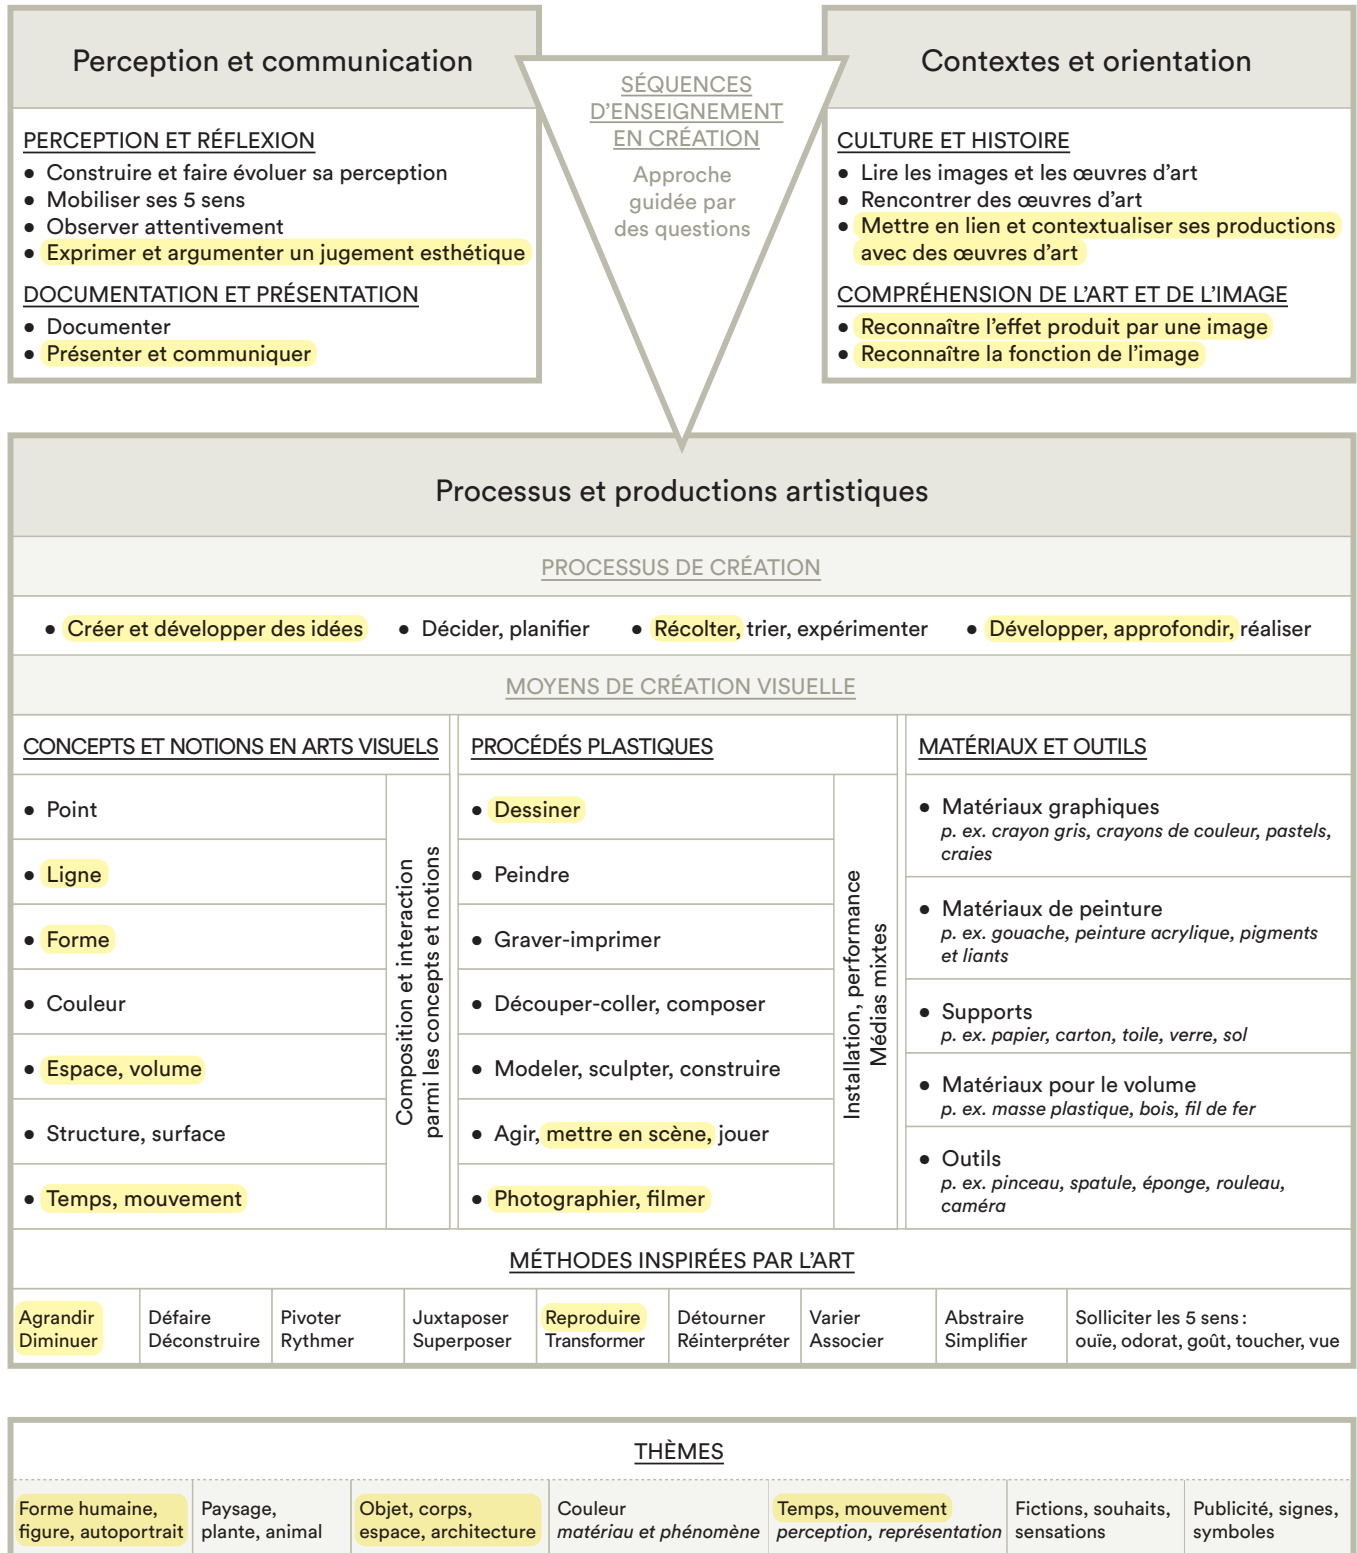 Perception et communication
PERCEPTION ET RÉFLEXION
• Construire et faire évoluer sa perception
• Mobiliser ses 5 sens
• Observer attentivement
• Exprimer et argumenter un jugement esthétique
DOCUMENTATION ET PRÉSENTATION
• Documenter
• Présenter et communiquer
SÉQUENCES
D'ENSEIGNEMENT
EN CRÉATION
Approche
guidée par
des questions
Contextes et orientation
CULTURE ET HISTOIRE
• Lire les images et les œuvres d'art
• Rencontrer des œuvres d'art
• Mettre en lien et contextualiser ses productions
avec des œuvres d'art
COMPRÉHENSION DE L'ART ET DE L'IMAGE
• Reconnaître l'effet produit par une image
• Reconnaître la fonction de l'image
Processus et productions artistiques
PROCESSUS DE CRÉATION
• Créer et développer des idées
• Décider, planifier
• Récolter, trier, expérimenter
• Développer, approfondir, réaliser
MOYENS DE CRÉATION VISUELLE
CONCEPTS ET NOTIONS EN ARTS VISUELS
• Point
• Ligne
• Forme
• Couleur
• Espace, volume
• Structure, surface
• Temps, mouvement
Composition et interaction
parmi les concepts et notions
PROCÉDÉS PLASTIQUES
• Dessiner
• Peindre
• Graver-imprimer
• Découper-coller, composer
• Modeler, sculpter, construire
• Agir, mettre en scène, jouer
• Photographier, filmer
Installation, performance
Médias mixtes
MATÉRIAUX ET OUTILS
• Matériaux graphiques
p. ex. crayon gris, crayons de couleur, pastels,
craies
• Matériaux de peinture
p. ex. gouache, peinture acrylique, pigments
et liants
• Supports
p. ex. papier, carton, toile, verre, sol
• Matériaux pour le volume
p. ex. masse plastique, bois, fil de fer
• Outils
p. ex. pinceau, spatule, éponge, rouleau,
caméra
MÉTHODES INSPIRÉES PAR L'ART
Agrandir
Diminuer
Défaire
Déconstruire
Pivoter
Rythmer
Juxtaposer
Superposer
Reproduire
Transformer
Détourner
Réinterpréter
Varier
Associer
Abstraire
Simplifier
Solliciter les 5 sens :
ouïe, odorat, goût, toucher, vue
THÈMES
Forme humaine,
figure, autoportrait
Paysage,
plante, animal
Objet, corps,
espace, architecture
Couleur
matériau et phénomène
Temps, mouvement
perception, représentation
Fictions, souhaits,
sensations
Publicité, signes,
symboles